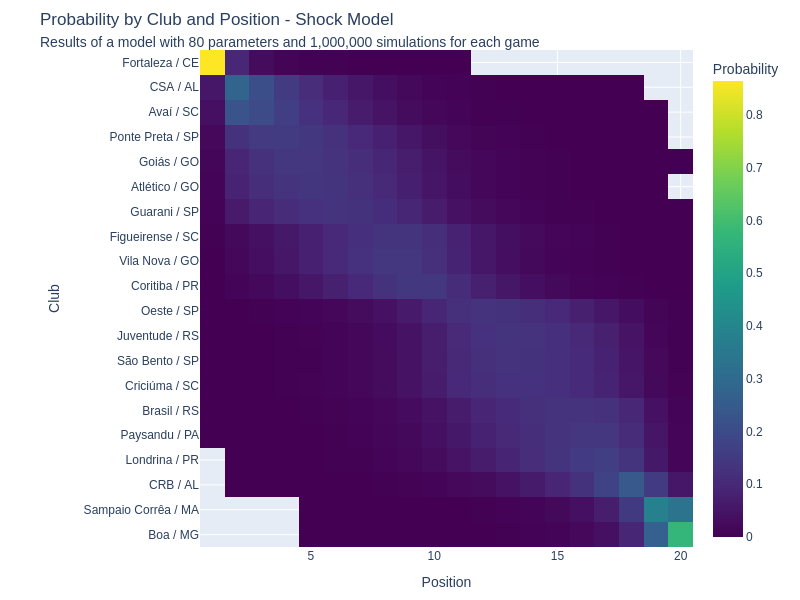 Probability by Club and Position - Shock Model
Results of a model with 80 parameters and 1,000,000 simulations for each game
Probability
Fortaleza / CE
CSA / AL
Avaí / SC
Ponte Preta / SP
Goiás / GO
Atlético / GO
Guarani / SP
Figueirense / SC
Vila Nova / GO
Coritiba / PR
Oeste / SP
Juventude / RS
São Bento / SP
Criciúma / SC
Brasil / RS
Paysandu / PA
Londrina / PR
CRB / AL
Sampaio Corrêa / MA
Boa / MG
Club
0.8
0.7
0.6
0.5
0.4
0.3
0.2
0.1
0
5 10 15 20
Position